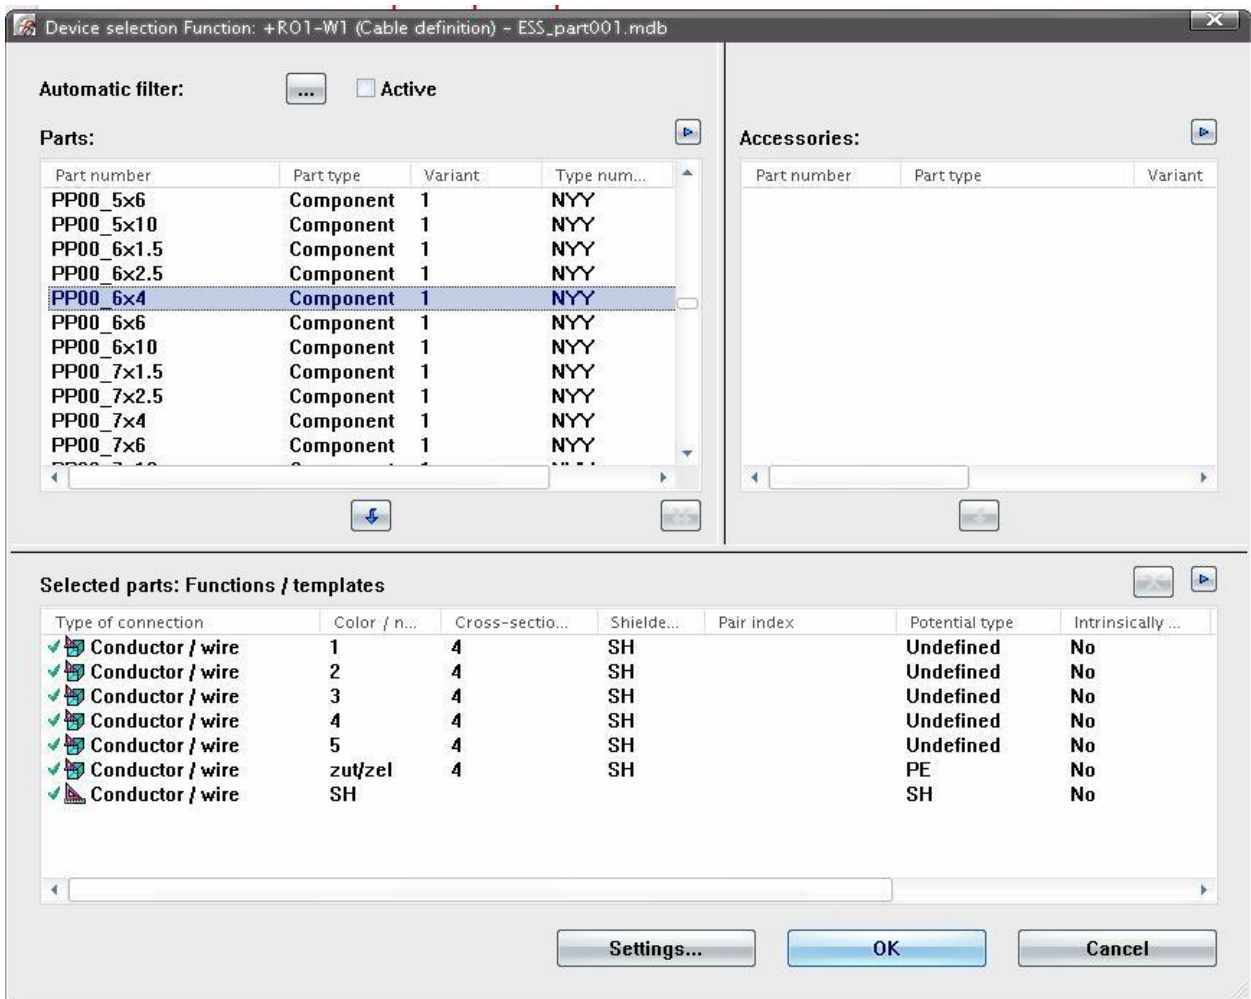 Device selection Function: +RO1-W1 (Cable definition) - ESS_part001.mdb
Automatic filter: ... Active
Parts:
Part number Part type Variant Type num...
PP00_5x6 Component 1 NYY
PP00_5x10 Component 1 NYY
PP00_6x1.5 Component 1 NYY
PP00_6x2.5 Component 1 NYY
PP00_6x4 Component 1 NYY
PP00_6x6 Component 1 NYY
PP00_6x10 Component 1 NYY
PP00_7x1.5 Component 1 NYY
PP00_7x2.5 Component 1 NYY
PP00_7x4 Component 1 NYY
PP00_7x6 Component 1 NYY
Accessories:
Part number Part type Variant
Selected parts: Functions / templates
Type of connection Color / n... Cross-sectio... Shielde... Pair index Potential type Intrinsically ...
Conductor / wire 1 4 SH Undefined No
Conductor / wire 2 4 SH Undefined No
Conductor / wire 3 4 SH Undefined No
Conductor / wire 4 4 SH Undefined No
Conductor / wire 5 4 SH Undefined No
Conductor / wire zut/zel 4 SH PE No
Conductor / wire SH SH No
Settings... OK Cancel